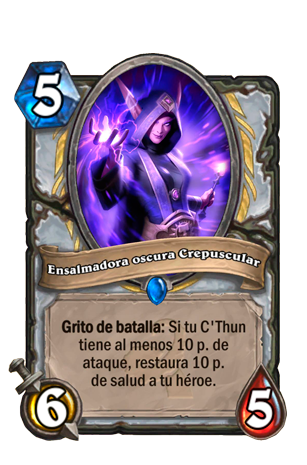 5
Ensalmadora oscura Crepuscular
Grito de batalla: Si tu C'Thun
tiene al menos 10 p. de
ataque, restaura 10 p.
de salud a tu héroe.
6
5